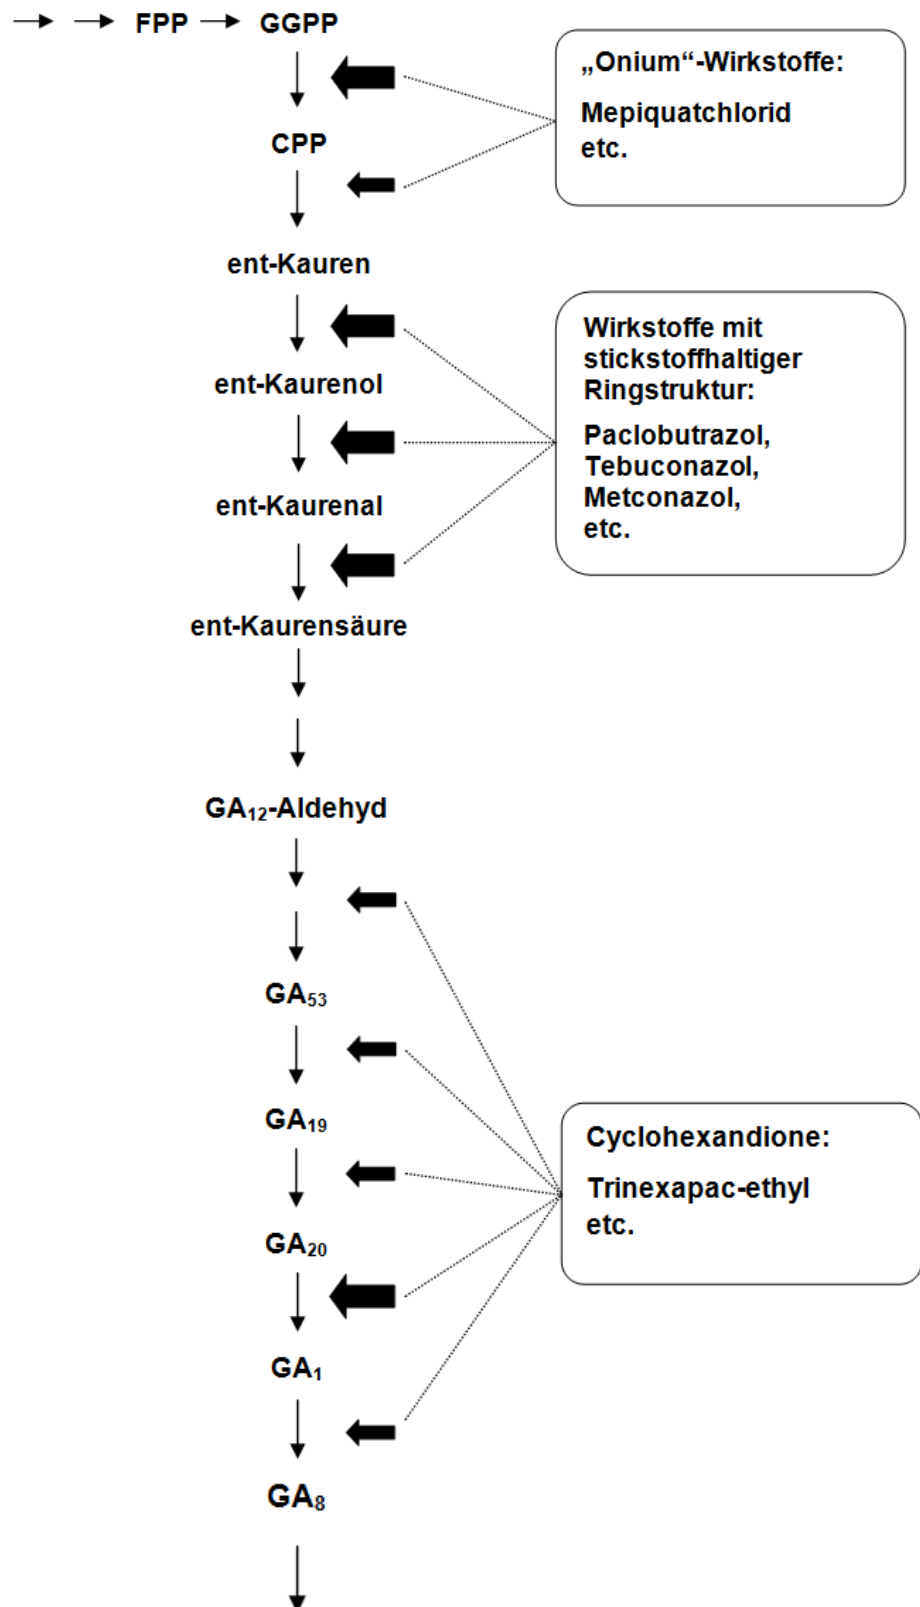 FPP GGPP
„Onium“-Wirkstoffe:
Mepiquatchlorid
etc.
CPP
ent-Kauren
Wirkstoffe mit
stickstoffhaltiger
Ringstruktur:
Paclobutrazol,
Tebuconazol,
Metconazol,
etc.
ent-Kaurenol
ent-Kaurenal
ent-Kaurensäure
GA₁₂-Aldehyd
GA₅₃
GA₁₉
Cyclohexandione:
Trinexapac-ethyl
etc.
GA₂₀
GA₁
GA₈